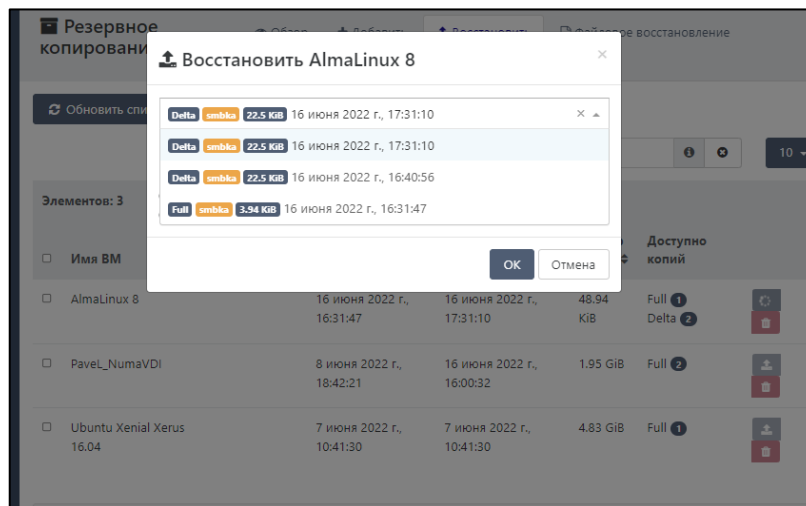 Резервное
копировани
Обзор
Добавить
Восстановить
Файловое восстановление
Восстановить AlmaLinux 8
×
Обновить спи
Delta smbka 22.5 KiB 16 июня 2022 г., 17:31:10
Delta smbka 22.5 KiB 16 июня 2022 г., 17:31:10
Delta smbka 22.5 KiB 16 июня 2022 г., 16:40:56
Full smbka 3.94 KiB 16 июня 2022 г., 16:31:47
10
Элементов: 3
OK Отмена
Имя ВМ
Доступно
копий
AlmaLinux 8
16 июня 2022 г.,
16:31:47
16 июня 2022 г.,
17:31:10
48.94
KiB
Full 1
Delta 2
PaveL_NumaVDI
8 июня 2022 г.,
18:42:21
16 июня 2022 г.,
16:00:32
1.95 GiB
Full 2
Ubuntu Xenial Xerus
16.04
7 июня 2022 г.,
10:41:30
7 июня 2022 г.,
10:41:30
4.83 GiB
Full 1